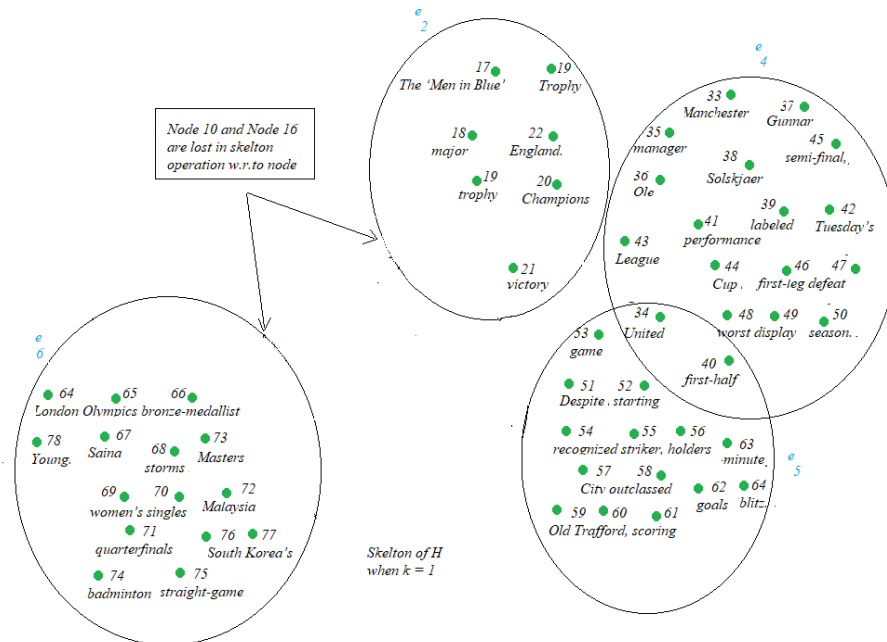 e
2
17
19
The ‘Men in Blue’
Trophy
18
22
major
England.
19
20
trophy
Champions
21
victory
Node 10 and Node 16
are lost in skelton
operation w.r.to node
e
4
33
37
Manchester
Gunnar
35
45
manager
semi-final,
38
36
Solskjaer
Ole
39
42
41
labeled
Tuesday's
performance
43
League
44
46
47
Cup .
first-leg defeat
34
48
49
50
United
worst display
season. .
40
first-half
e
5
53
game
51
52
Despite . starting
54
55
56
63
recognized striker, holders
minute
57
58
62
64
City outclassed
goals
blitz.
59
60
61
Old Trafford, scoring
e
6
64
65
66
London Olympics bronze-medallist
78
67
73
Young.
Saina
68
Masters
storms
69
70
72
women's singles
Malaysia
71
76
77
quarterfinals
South Korea's
74
75
badminton
straight-game
Skelton of H
when k = 1